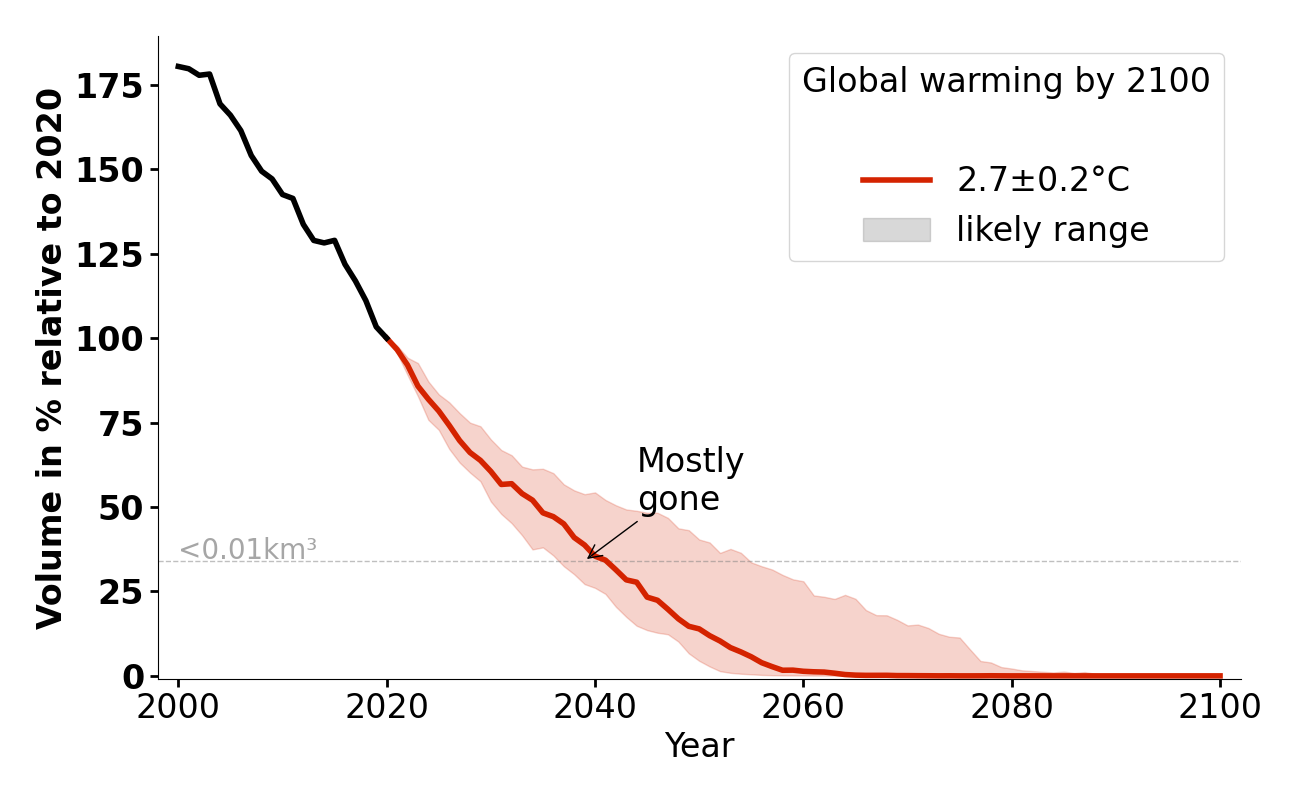 Volume in % relative to 2020
175
150
125
100
75
50
25
0
Global warming by 2100
2.7±0.2°C
likely range
Mostly
gone
<0.01km³
2000
2020
2040
2060
2080
2100
Year